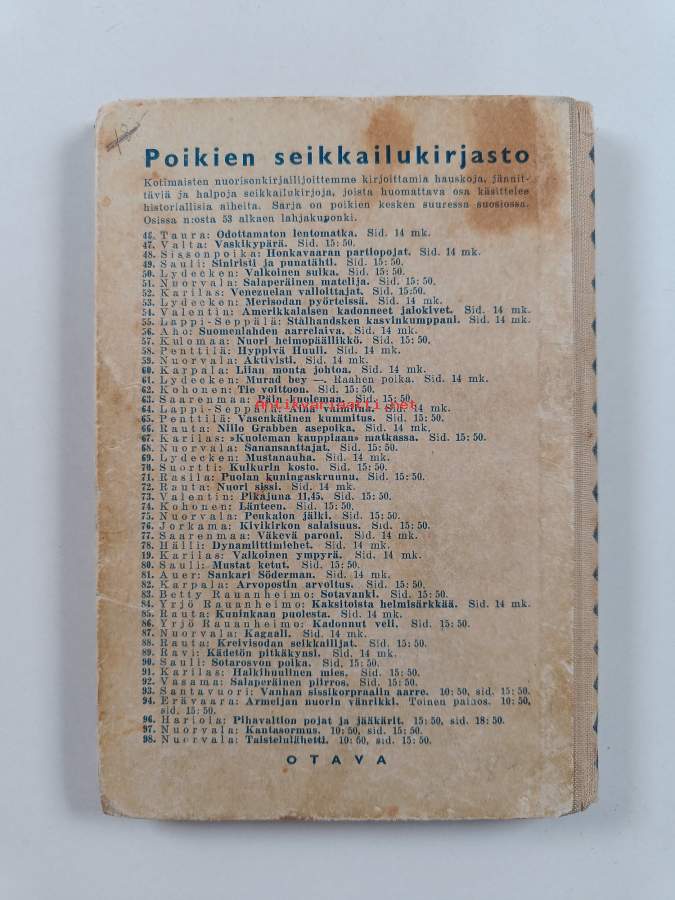 Poikien seikkailukirjasto
Kotimaisten nuorisonkirjailijoittemme kirjoittamia hauskoja, jännit-
täviä ja halpoja seikkailukirjoja, joista huomattava osa käsittelee
historiallisia aiheita. Sarja on poikien kesken suuressa suosiossa.
Osissa n:osta 53 alkaen lahjakuponki.
46. Taura: Odottamaton lentomatka. Sid. 14 mk.
47. Valta: Vaskikypärä. Sid. 15:50.
48. Sissonpoika: Honkavaaran partiopojat. Sid. 14 mk.
49. Sauli: Siniristi ja punatähti. Sid. 15:50.
50. Lydecken: Valkoinen sulka. Sid. 15:50.
51. Nuorvala: Salaperäinen matelija. Sid. 15:50.
52. Karilas: Venezuelan valloittajat. Sid. 15:50.
53. Lydecken: Merisodan pyörteissä. Sid. 14 mk.
54. Valentin: Amerikkalaisen kadonneet jalokivet. Sid. 14 mk.
55. Lappi-Seppälä: Stålhandsken kasvinkumppani. Sid. 14 mk.
56. Aho: Suomenlahden aarrelaiva. Sid. 14 mk.
57. Kulomaa: Nuori heimopäällikkö. Sid. 15:50.
58. Penttilä: Hyppivä Huuli. Sid. 14 mk.
59. Nuorvala: Aktivisti. Sid. 14 mk.
60. Karpala: Liian monta johtoa. Sid. 14 mk.
61. Lydecken: Murad bey — Raahen poika. Sid. 14 mk.
62. Kohonen: Tie voittoon. Sid. 14 mk.
63. Saarenmaa: Päin kuolemaa. Sid. 15:50.
64. Lappi-Seppälä: Aina valmiina. Sid. 14 mk.
antikvariaatti.net
65. Penttilä: Vasenkätinen kummitus. Sid. 15:50.
66. Rauta: Niilo Grabben asepoika. Sid. 14 mk.
67. Karilas: »Kuoleman kauppiaan» matkassa. Sid. 15:50.
68. Nuorvala: Sanansaattajat. Sid. 14 mk.
69. Lydecken: Mustanauha. Sid. 14 mk.
70. Suortti: Kulkurin kosto. Sid. 14 mk.
71. Rasila: Puolan kuningaskruunu. Sid. 15:50.
72. Rauta: Nuori sissi. Sid. 14 mk.
73. Valentin: Pikajuna 11,45. Sid. 15:50.
74. Kohonen: Länteen. Sid. 15:50.
75. Nuorvala: Peukalon jälki. Sid. 15:50.
76. Jorkama: Kivikirkon salaisuus. Sid. 15:50.
77. Saarenmaa: Väkevä paroni. Sid. 14 mk.
78. Hälli: Dynamiittimiehet. Sid. 14 mk.
19. Karilas: Valkoinen ympyrä. Sid. 14 mk.
80. Sauli: Mustat ketut. Sid. 15:50.
81. Auer: Sankari Söderman. Sid. 14 mk.
82. Karpala: Arvopostin arvoitus. Sid. 15:50.
83. Betty Rauanheimo: Sotavanki. Sid. 15:50.
84. Yrjö Rauanheimo: Kaksitoista helmisärkkää. Sid. 14 mk.
85. Rauta: Kuninkaan puolesta. Sid. 14 mk.
86. Yrjö Rauanheimo: Kadonnut veli. Sid. 15:50.
87. Nuorvala: Kagaali. Sid. 14 mk.
88. Rauta: Kreivisodan seikkailijat. Sid. 15:50.
89. Ravi: Kädetön pitkäkynsi. Sid. 14 mk.
90. Sauli: Sotarosvon poika. Sid. 15:50.
91. Karilas: Halkihuulinen mies. Sid. 15:50.
92. Vasama: Salaperäinen piirros. Sid. 15:50.
93. Santavuori: Vanhan sissikorpraalin aarre. 10:50, sid. 15:50.
94. Erävaara: Armeijan nuorin vänrikki. Toinen painos. 10:50,
sid. 15:50.
96. Hariola: Pihavaltion pojat ja jääkärit. 15:50, sid. 18:50.
97. Nuorvala: Kantasormus. 10:50, sid. 15:50.
98. Nuorvala: Taistelulähetti. 10:50, sid. 15:50.
OTAVA